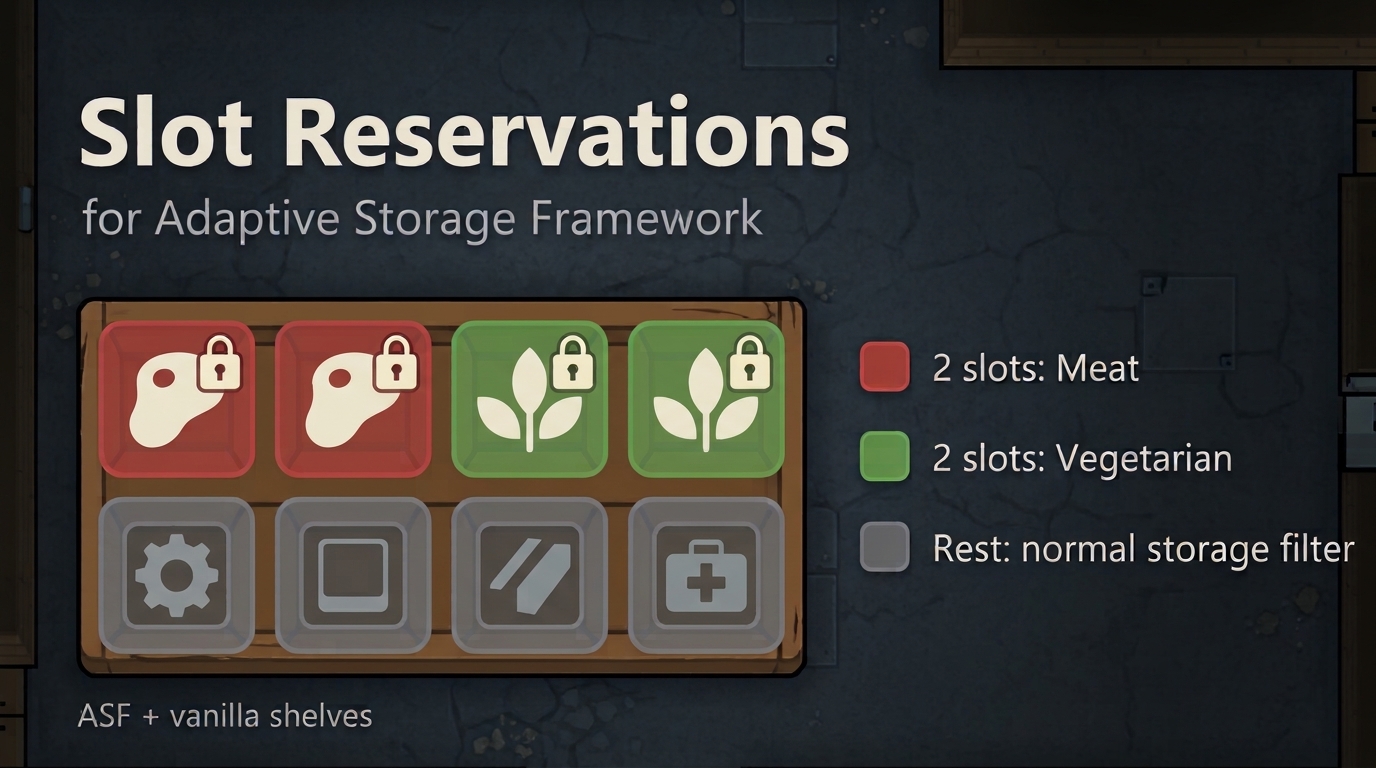 Slot Reservations
for Adaptive Storage Framework
2 slots: Meat
2 slots: Vegetarian
Rest: normal storage filter
ASF + vanilla shelves